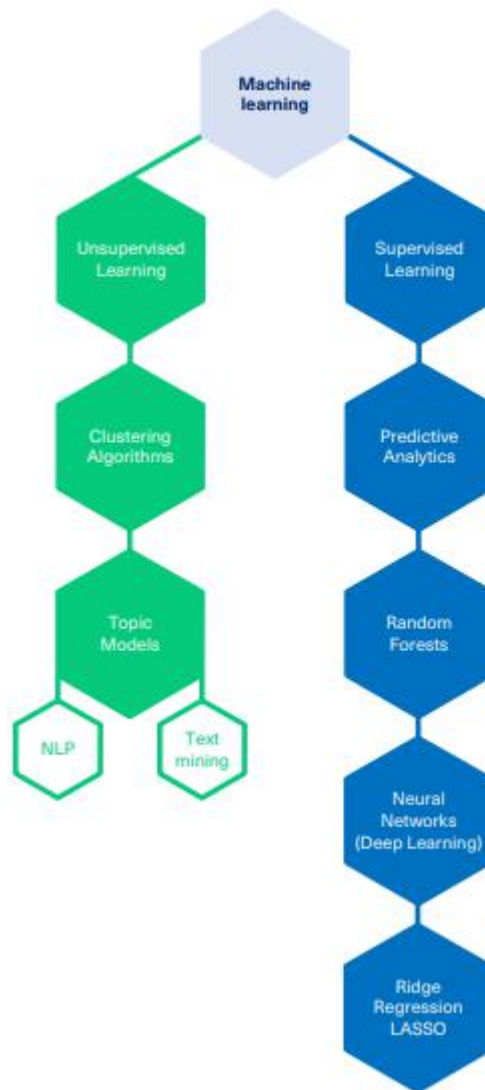 Machine
learning
Unsupervised
Learning
Supervised
Learning
Clustering
Algorithms
Predictive
Analytics
Topic
Models
Random
Forests
NLP
Text
mining
Neural
Networks
(Deep Learning)
Ridge
Regression
LASSO